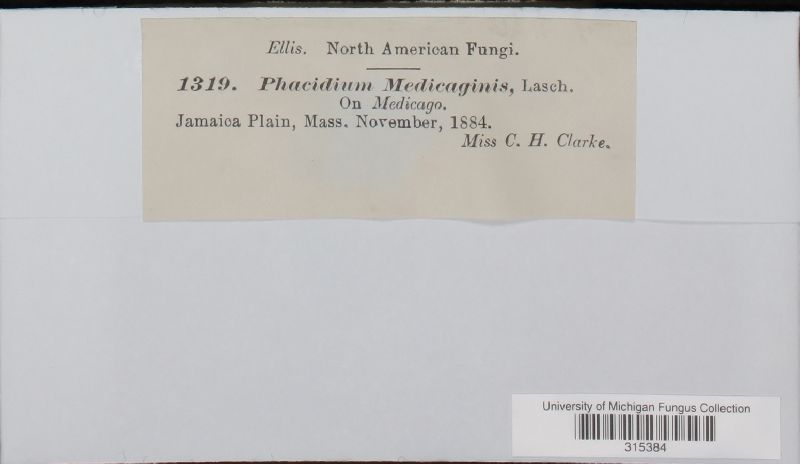 Ellis. North American Fungi.
1319. Phacidium Medicaginis, Lasch.
On Medicago.
Jamaica Plain, Mass. November, 1884.
Miss C. H. Clarke.
University of Michigan Fungus Collection
315384